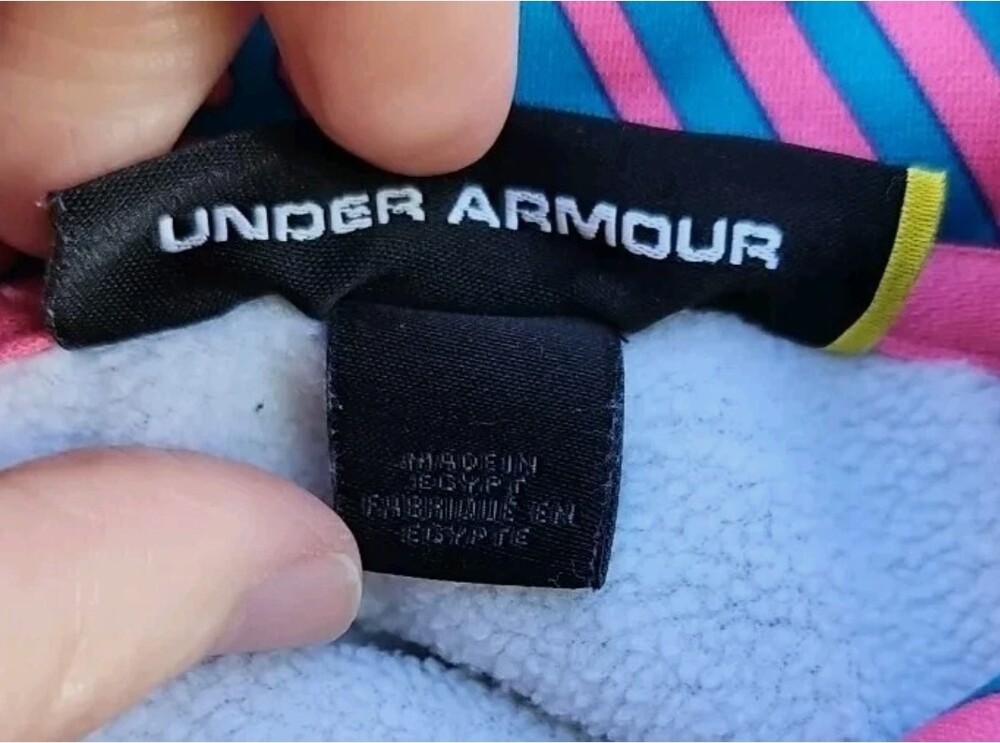 UNDER ARMOUR
MADE IN
EGYPT
FABRIQUÉ EN
EGYPTE